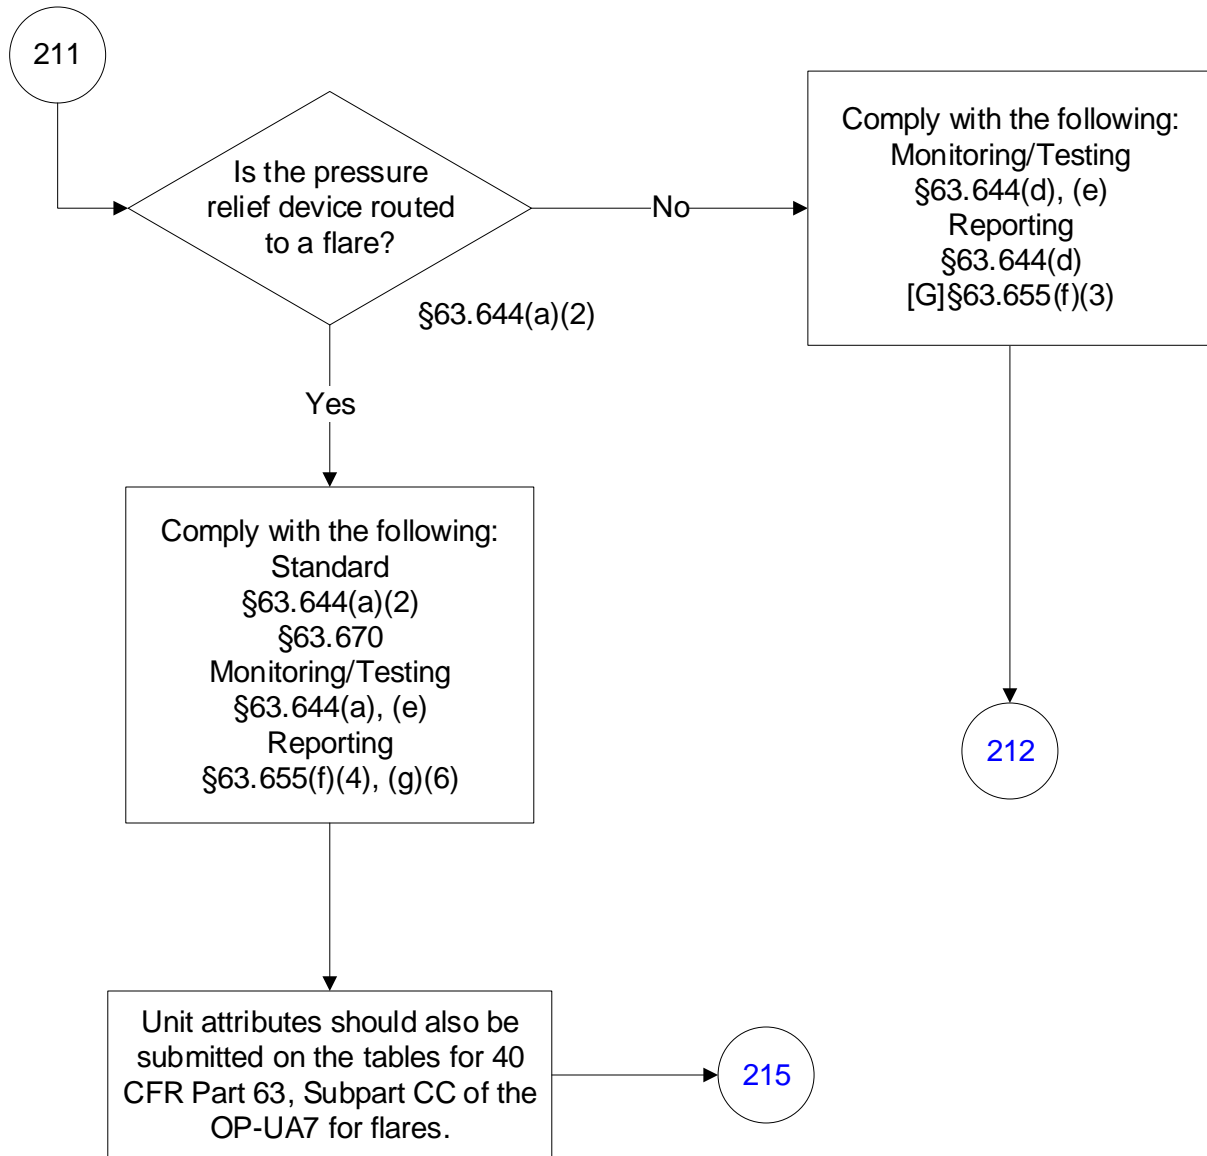 211
Is the pressure
relief device routed
to a flare?
§63.644(a)(2)
No
Comply with the following:
Monitoring/Testing
§63.644(d), (e)
Reporting
§63.644(d)
[G]§63.655(f)(3)
212
Yes
Comply with the following:
Standard
§63.644(a)(2)
§63.670
Monitoring/Testing
§63.644(a), (e)
Reporting
§63.655(f)(4), (g)(6)
Unit attributes should also be
submitted on the tables for 40
CFR Part 63, Subpart CC of the
OP-UA7 for flares.
215